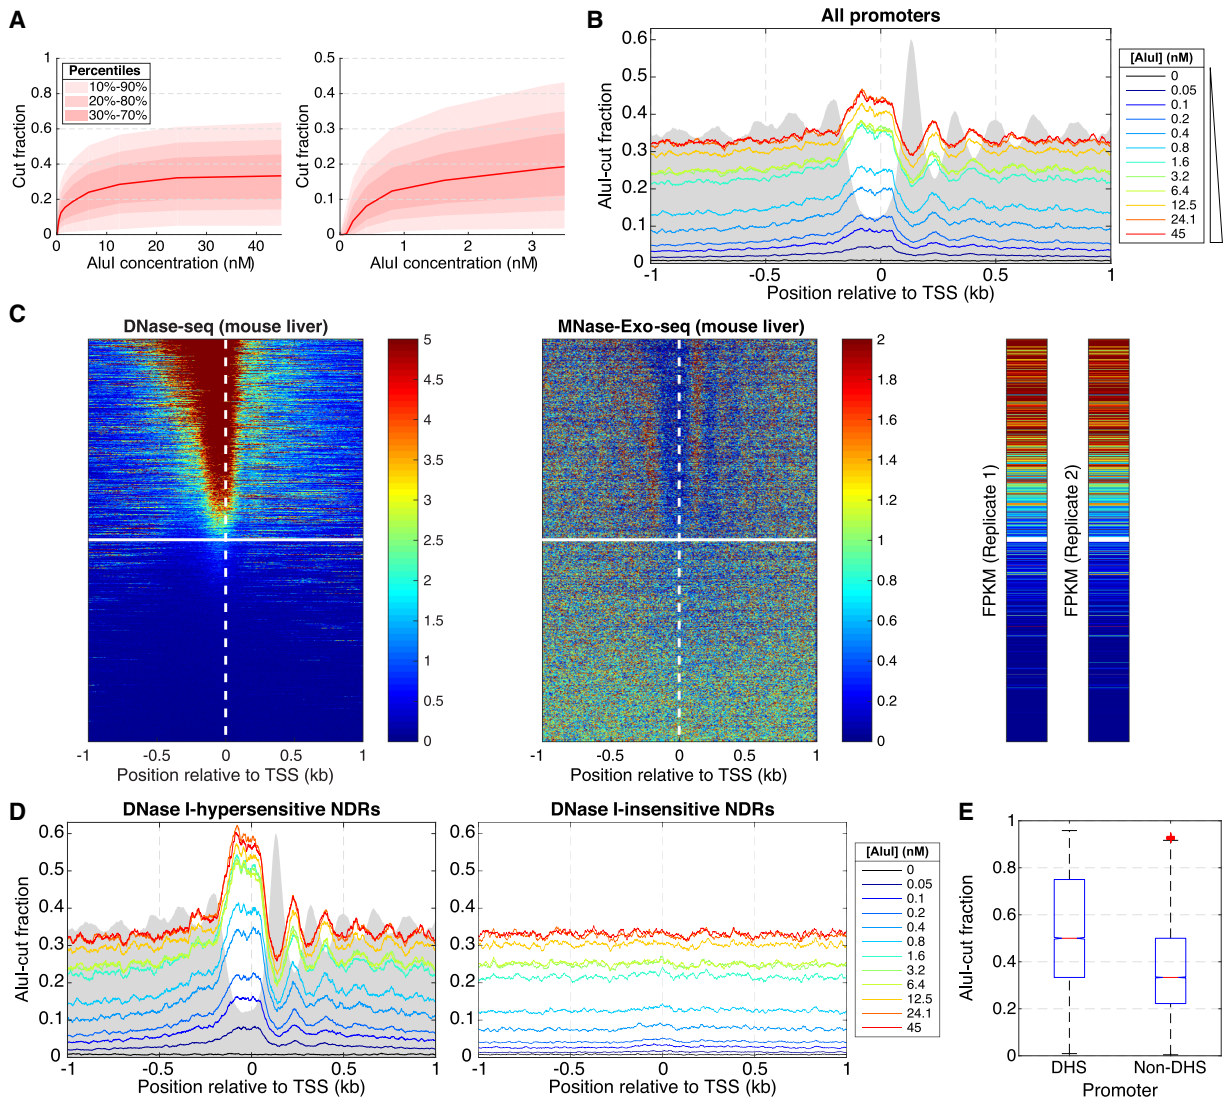 A
Cut fraction
1
0.8
0.6
0.4
0.2
0
Percentiles
10%-90%
20%-80%
30%-70%
0 10 20 30 40
AluI concentration (nM)
Cut fraction
0.5
0.4
0.3
0.2
0.1
0
0 1 2 3
AluI concentration (nM)
B
All promoters
AluI-cut fraction
0.6
0.5
0.4
0.3
0.2
0.1
0
-1 -0.5 0 0.5 1
Position relative to TSS (kb)
[AluI] (nM)
0
0.05
0.1
0.2
0.4
0.8
1.6
3.2
6.4
12.5
24.1
45
C
DNase-seq (mouse liver)
-1 -0.5 0 0.5 1
Position relative to TSS (kb)
5
4.5
4
3.5
3
2.5
2
1.5
1
0.5
0
MNase-Exo-seq (mouse liver)
-1 -0.5 0 0.5 1
Position relative to TSS (kb)
2
1.8
1.6
1.4
1.2
1
0.8
0.6
0.4
0.2
0
FPKM (Replicate 1)
FPKM (Replicate 2)
D
DNase I-hypersensitive NDRs
AluI-cut fraction
0.6
0.5
0.4
0.3
0.2
0.1
0
-1 -0.5 0 0.5 1
Position relative to TSS (kb)
DNase I-insensitive NDRs
0.6
0.5
0.4
0.3
0.2
0.1
0
-1 -0.5 0 0.5 1
Position relative to TSS (kb)
[AluI] (nM)
0
0.05
0.1
0.2
0.4
0.8
1.6
3.2
6.4
12.5
24.1
45
E
AluI-cut fraction
1
0.8
0.6
0.4
0.2
0
DHS Non-DHS
Promoter